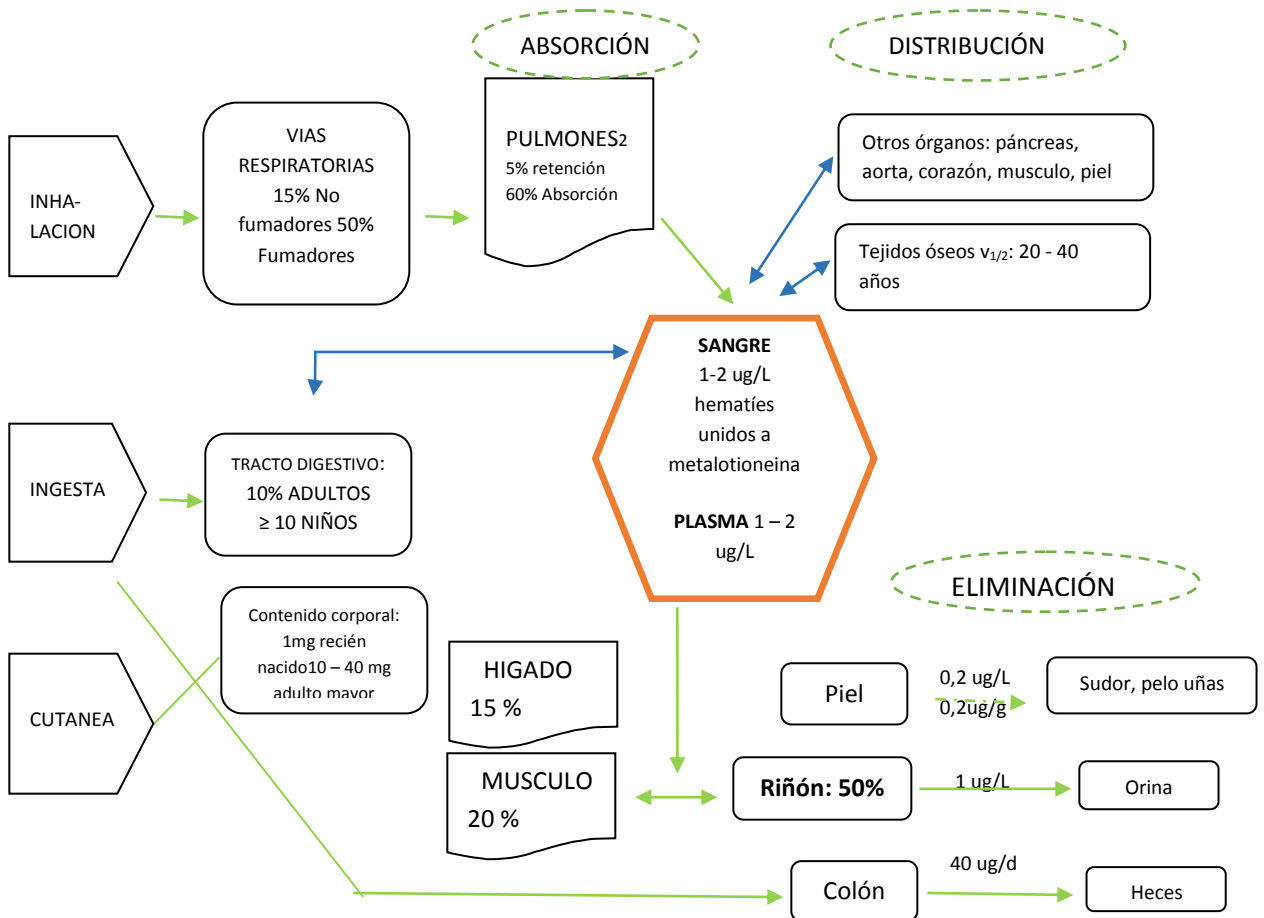 ABSORCIÓN
DISTRIBUCIÓN
INHA-
LACION
VIAS
RESPIRATORIAS
15% No
fumadores 50%
Fumadores
PULMONES2
5% retención
60% Absorción
Otros órganos: páncreas,
aorta, corazón, musculo, piel
Tejidos óseos v1/2: 20 - 40
años
SANGRE
1-2 ug/L
hematíes
unidos a
metalotioneina
PLASMA 1 – 2
ug/L
INGESTA
TRACTO DIGESTIVO:
10% ADULTOS
≥ 10 NIÑOS
ELIMINACIÓN
CUTANEA
Contenido corporal:
1mg recién
nacido10 – 40 mg
adulto mayor
HIGADO
15 %
MUSCULO
20 %
Piel
0,2 ug/L
0,2ug/g
Sudor, pelo uñas
Riñón: 50%
1 ug/L
Orina
Colón
40 ug/d
Heces